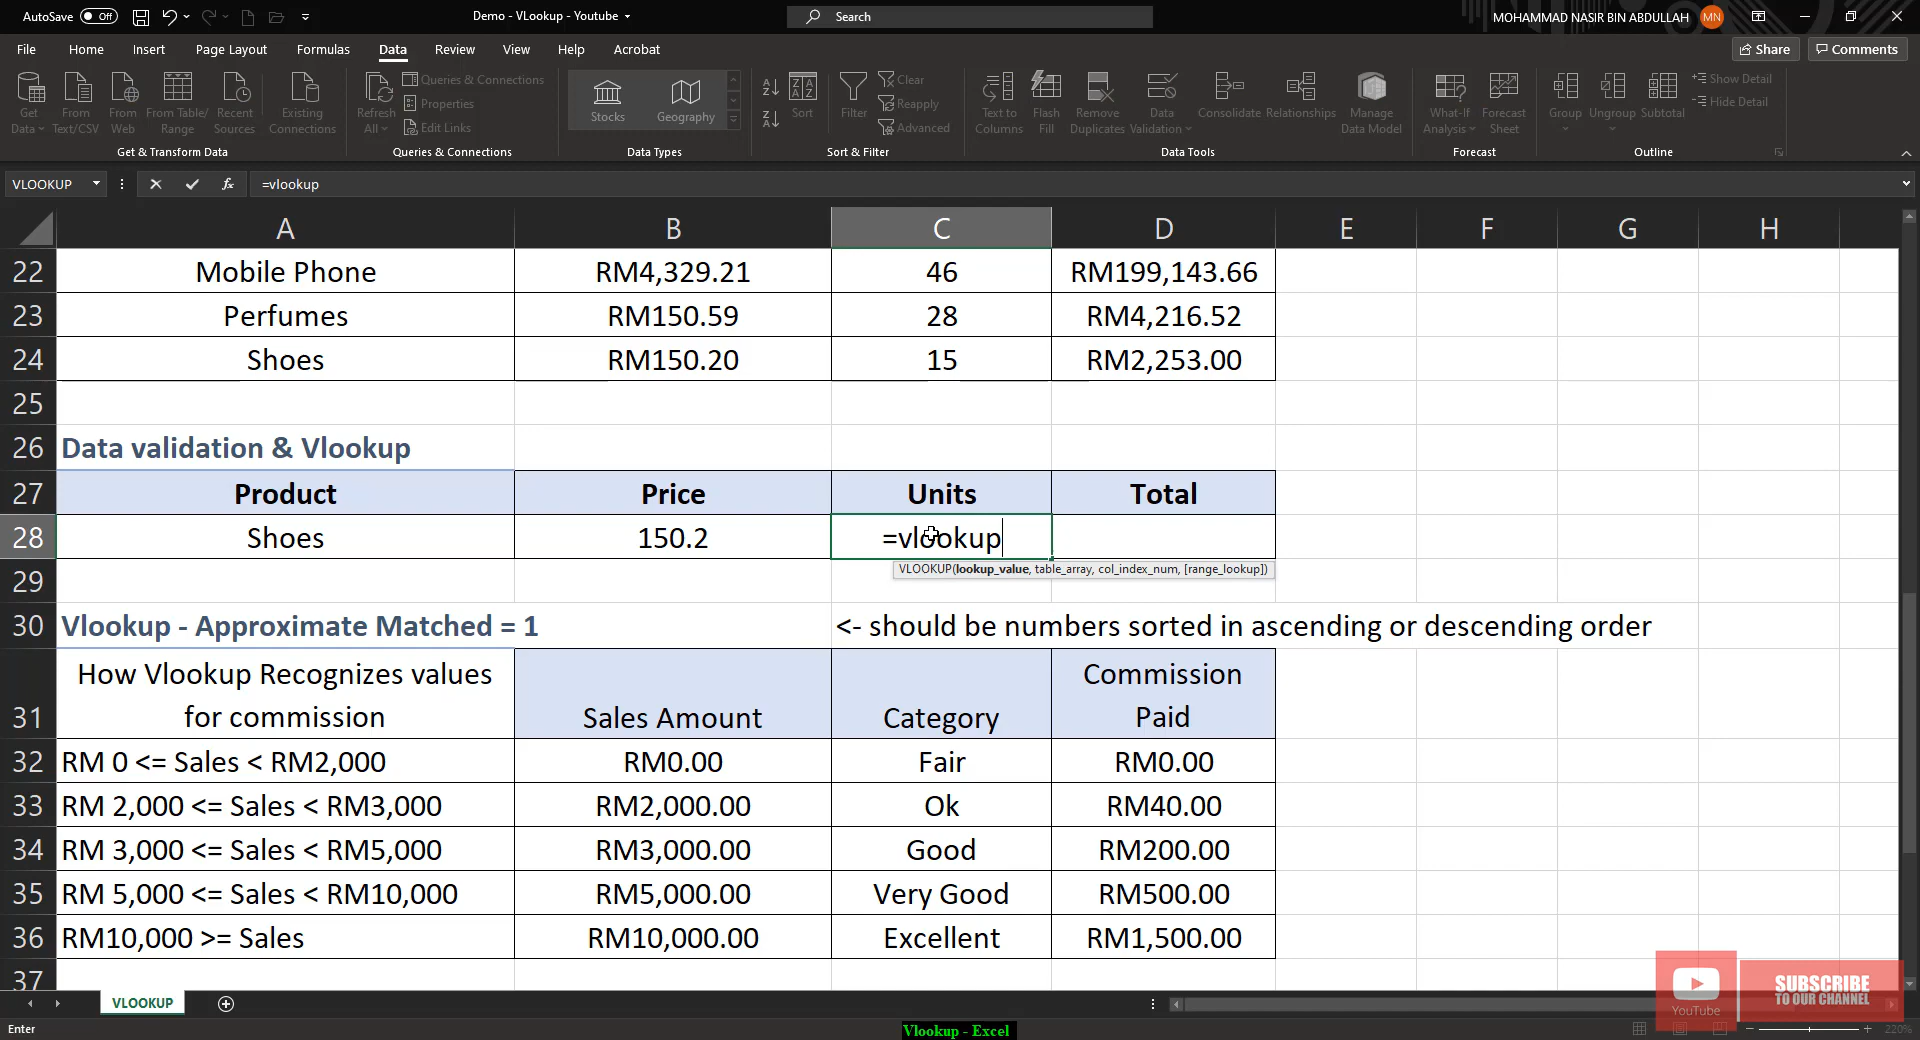 AutoSave Off
Demo - VLookup - Youtube
Search
MOHAMMAD NASIR BIN ABDULLAH MN
File Home Insert Page Layout Formulas Data Review View Help Acrobat
Share Comments
Get Data
From Text/CSV
From Web
From Table/ Range
Recent Sources
Existing Connections
Get & Transform Data
Refresh All
Queries & Connections
Properties
Edit Links
Queries & Connections
Stocks Geography
Data Types
Sort Filter
Clear
Reapply
Advanced
Sort & Filter
Text to Columns
Flash Fill
Remove Duplicates
Data Validation
Consolidate
Relationships
Manage Data Model
Data Tools
What-If Analysis
Forecast Sheet
Forecast
Group Ungroup Subtotal
Show Detail
Hide Detail
Outline
VLOOKUP fx =vlookup
A B C D E F G H
22 Mobile Phone RM4,329.21 46 RM199,143.66
23 Perfumes RM150.59 28 RM4,216.52
24 Shoes RM150.20 15 RM2,253.00
25
26 Data validation & Vlookup
27 Product Price Units Total
28 Shoes 150.2 =vlookup
VLOOKUP(lookup_value, table_array, col_index_num, [range_lookup])
29
30 Vlookup - Approximate Matched = 1 <- should be numbers sorted in ascending or descending order
How Vlookup Recognizes values Commission
31 for commission Sales Amount Category Paid
32 RM 0 <= Sales < RM2,000 RM0.00 Fair RM0.00
33 RM 2,000 <= Sales < RM3,000 RM2,000.00 Ok RM40.00
34 RM 3,000 <= Sales < RM5,000 RM3,000.00 Good RM200.00
35 RM 5,000 <= Sales < RM10,000 RM5,000.00 Very Good RM500.00
36 RM10,000 >= Sales RM10,000.00 Excellent RM1,500.00
37
SUBSCRIBE
TO OUR CHANNEL
YouTube
VLOOKUP
Enter
Vlookup - Excel
220%